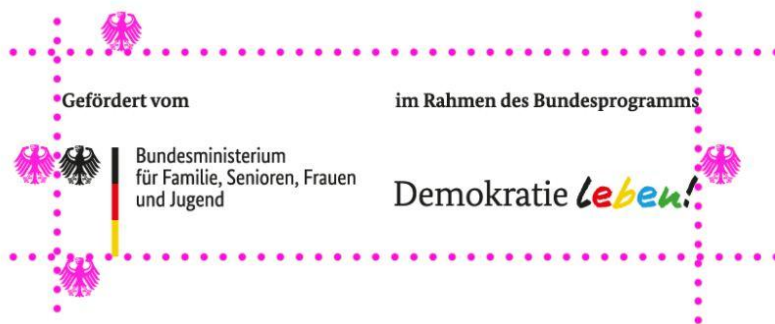 Gefördert vom
im Rahmen des Bundesprogramms
Bundesministerium
für Familie, Senioren, Frauen
und Jugend
Demokratie leben!